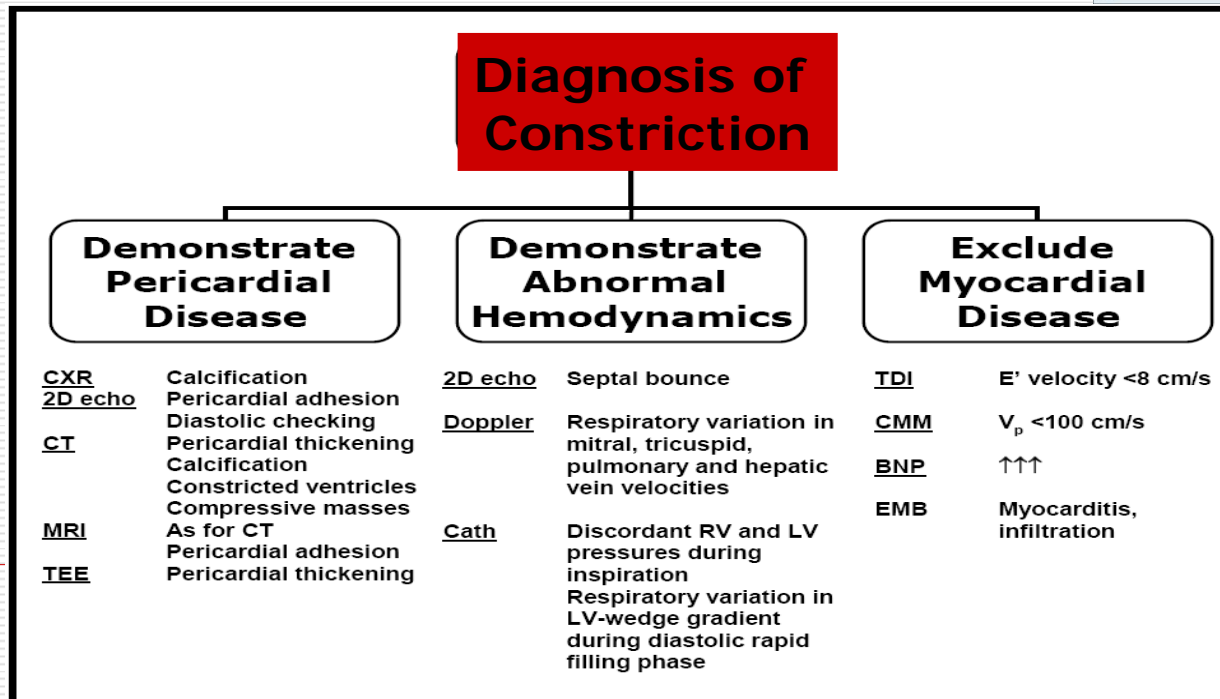 Diagnosis of
Constriction
Demonstrate
Pericardial
Disease
CXR Calcification
2D echo Pericardial adhesion
Diastolic checking
CT Pericardial thickening
Calcification
Constricted ventricles
Compressive masses
MRI As for CT
Pericardial adhesion
TEE Pericardial thickening
Demonstrate
Abnormal
Hemodynamics
2D echo Septal bounce
Doppler Respiratory variation in
mitral, tricuspid,
pulmonary and hepatic
vein velocities
Cath Discordant RV and LV
pressures during
inspiration
Respiratory variation in
LV-wedge gradient
during diastolic rapid
filling phase
Exclude
Myocardial
Disease
TDI E’ velocity <8 cm/s
CMM Vp <100 cm/s
BNP ↑↑↑
EMB Myocarditis,
infiltration